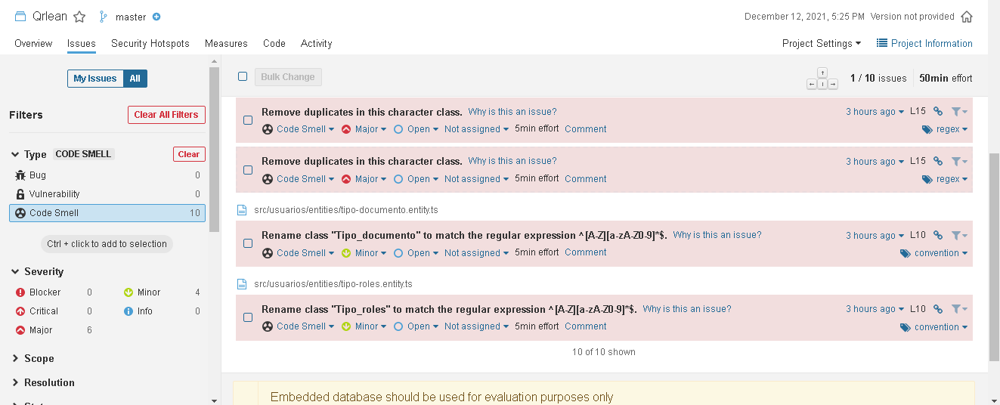 Qrlean master December 12, 2021, 5:25 PM Version not provided
Overview Issues Security Hotspots Measures Code Activity Project Settings Project Information
My Issues All
Filters Clear All Filters
Type CODE SMELL Clear
Bug 0
Vulnerability 0
Code Smell 10
Ctrl + click to add to selection
Severity
Blocker 0 Minor 4
Critical 0 Info 0
Major 6
Scope
Resolution
Bulk Change 1 / 10 issues 50min effort
Remove duplicates in this character class. Why is this an issue? 3 hours ago L15
Code Smell Major Open Not assigned 5min effort Comment regex
Remove duplicates in this character class. Why is this an issue? 3 hours ago L15
Code Smell Major Open Not assigned 5min effort Comment regex
src/usuarios/entities/tipo-documento.entity.ts
Rename class "Tipo_documento" to match the regular expression ^[A-Z][a-zA-Z0-9]*$. Why is this an issue? 3 hours ago L10
Code Smell Minor Open Not assigned 5min effort Comment convention
src/usuarios/entities/tipo-roles.entity.ts
Rename class "Tipo_roles" to match the regular expression ^[A-Z][a-zA-Z0-9]*$. Why is this an issue? 3 hours ago L10
Code Smell Minor Open Not assigned 5min effort Comment convention
10 of 10 shown
Embedded database should be used for evaluation purposes only